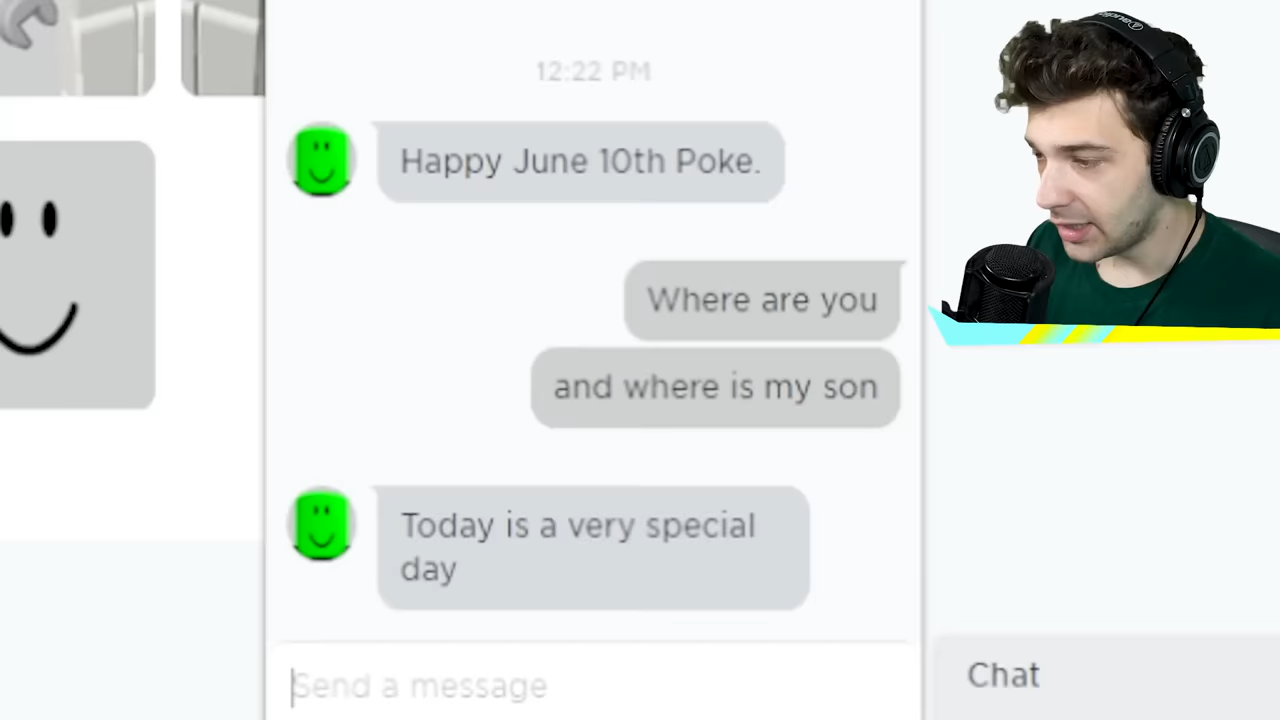 12:22 PM
Happy June 10th Poke.
Where are you
and where is my son
Today is a very special
day
Send a message
Chat